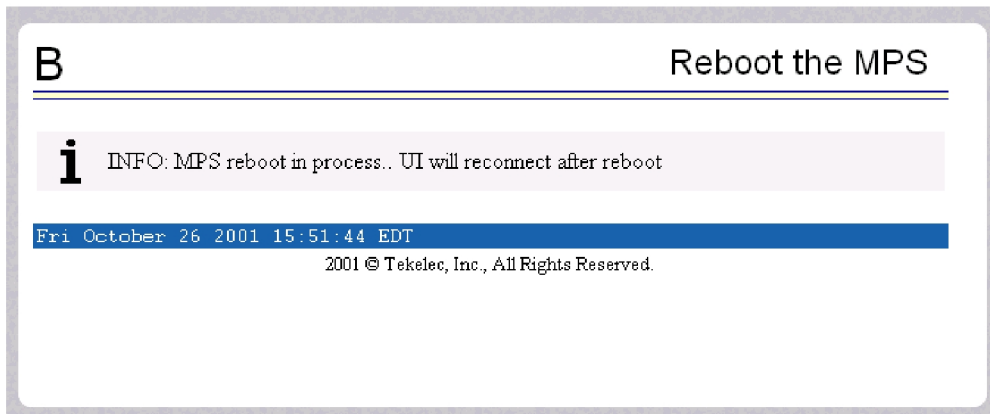 B
Reboot the MPS
i
INFO: MPS reboot in process.. UI will reconnect after reboot
Fri October 26 2001 15:51:44 EDT
2001 © Tekelec, Inc., All Rights Reserved.